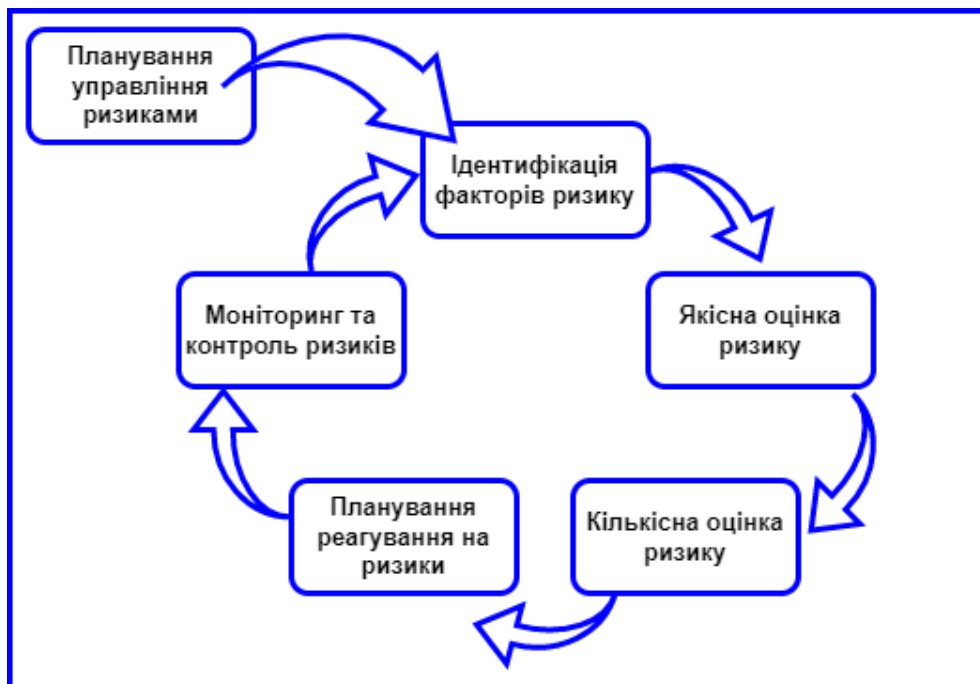 Планування
управління
ризиками
Ідентифікація
факторів ризику
Якісна оцінка
ризику
Кількісна оцінка
ризику
Планування
реагування на
ризики
Моніторинг та
контроль ризиків